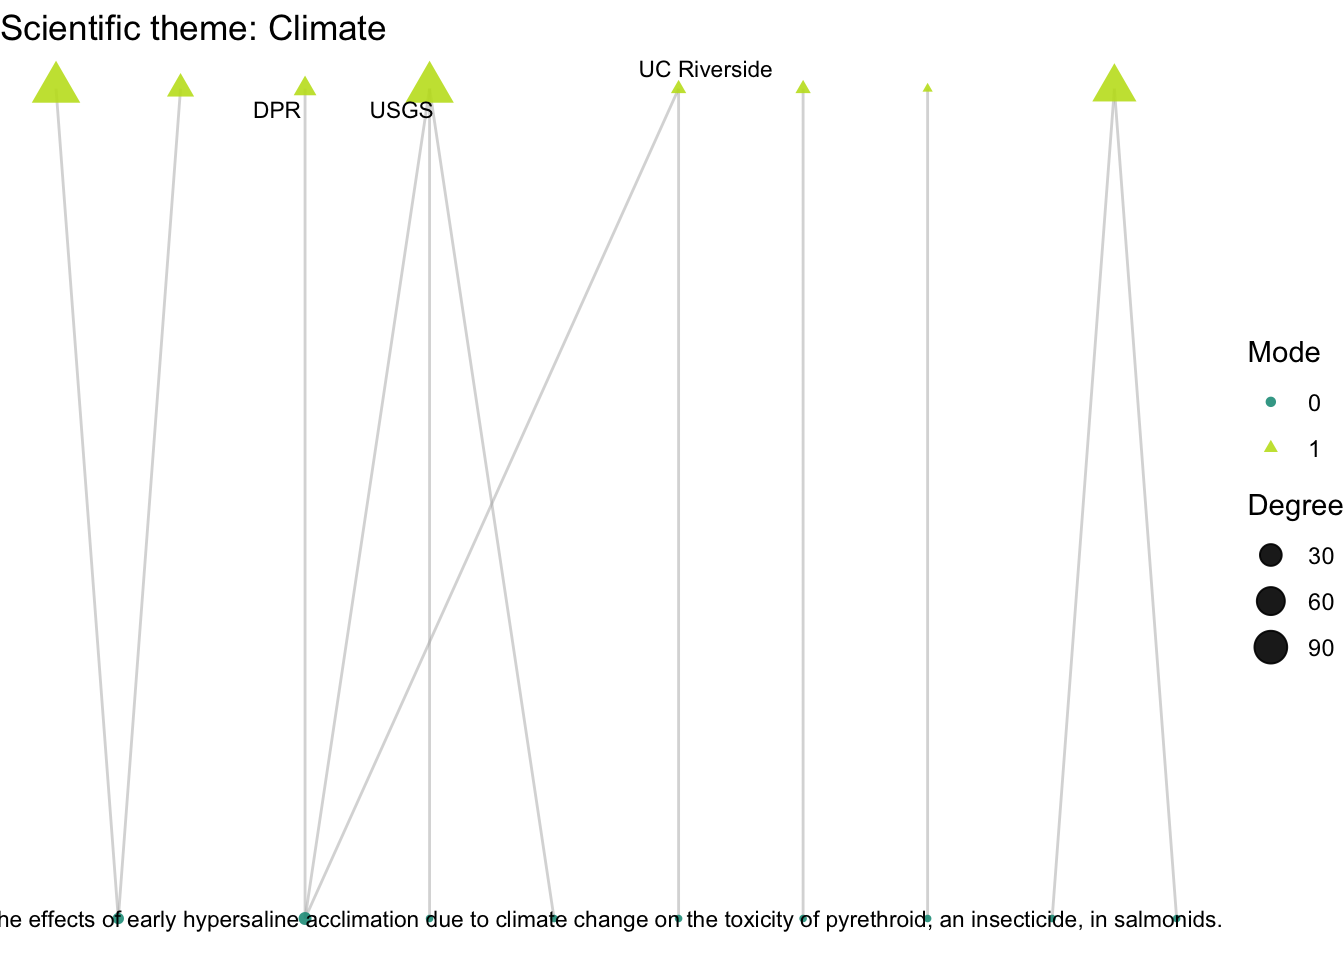 Scientific theme: Climate
UC Riverside
DPR
USGS
Mode
0
1
Degree
30
60
90
he effects of early hypersaline acclimation due to climate change on the toxicity of pyrethroid, an insecticide, in salmonids.